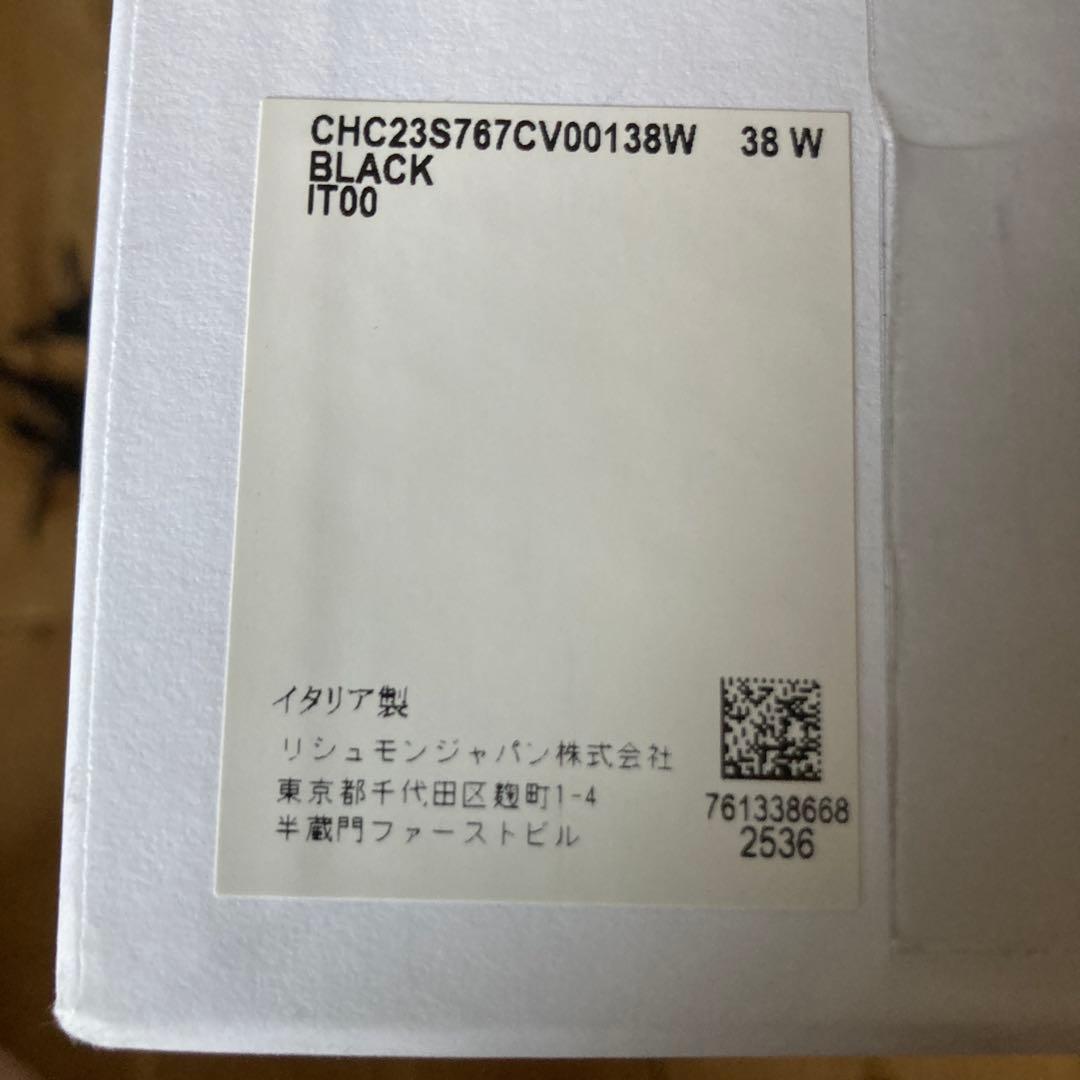 CHC23S767CV00138W 38 W
BLACK
IT00
イタリア製
リシュモンジャパン株式会社
東京都千代田区麹町1-4
半蔵門ファーストビル
761338668
2536